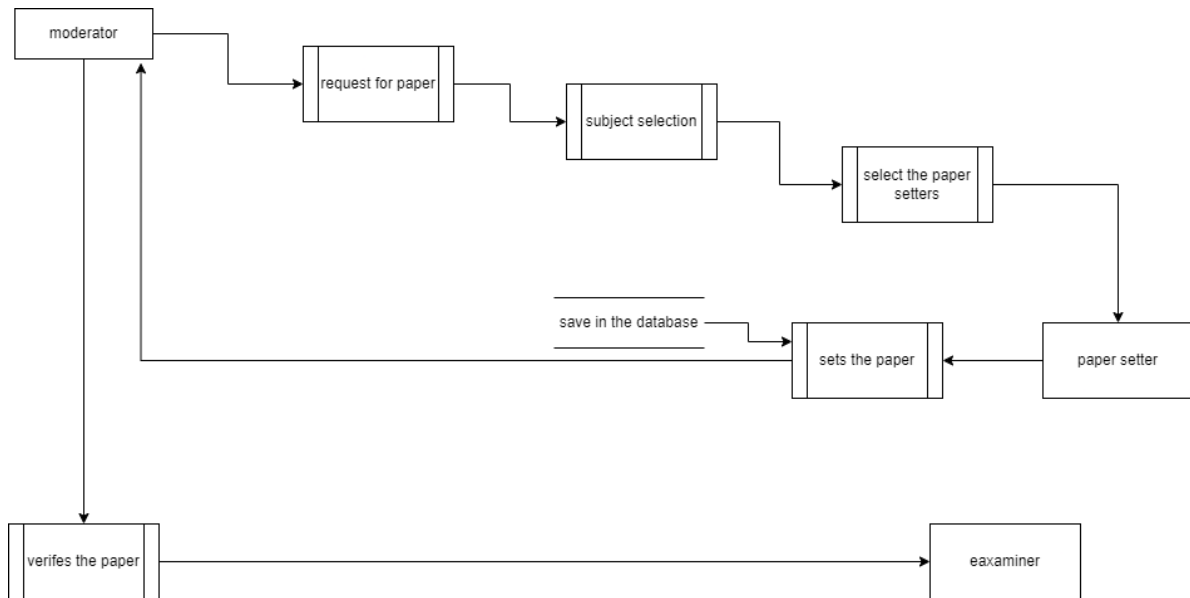 moderator
request for paper
subject selection
select the paper
setters
save in the database
sets the paper
paper setter
verifes the paper
eaxaminer